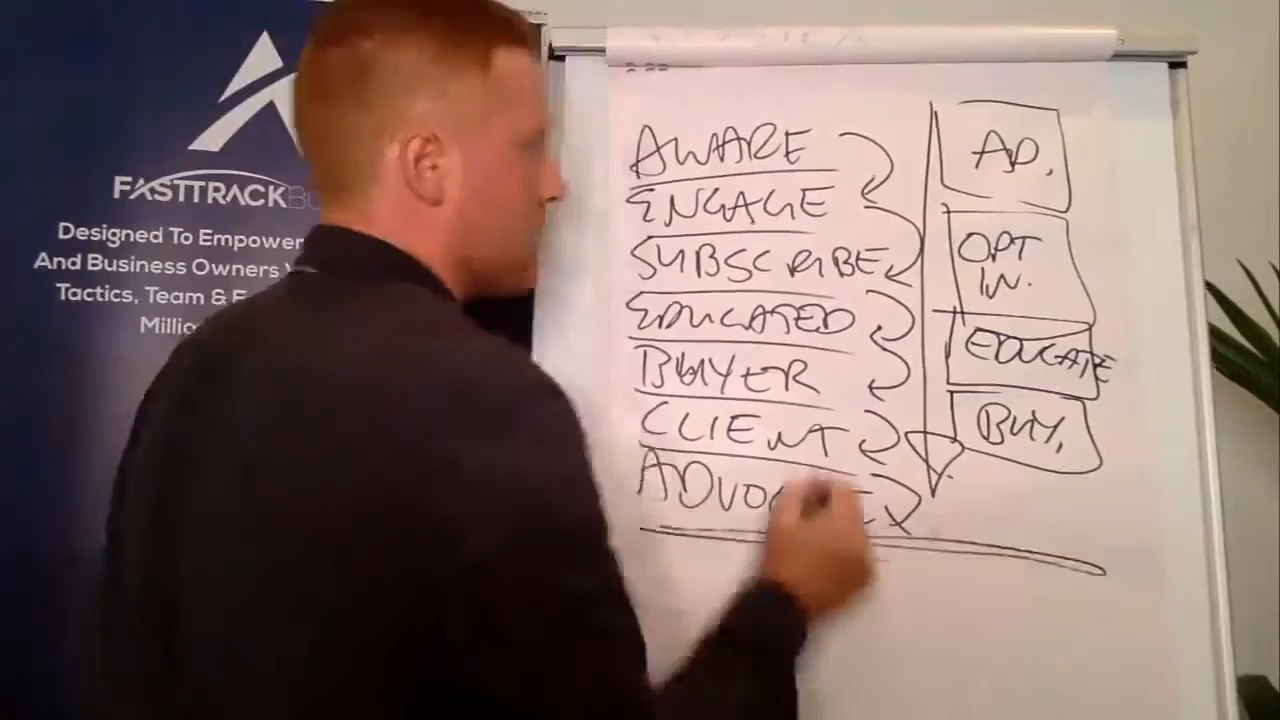 FASTTRACK
Designed To Empower
And Business Owners
Tactics, Team &
AWARE
ENGAGE
SUBSCRIBE
EDUCATED
BUYER
CLIENT
AD.
OPT
IN.
EDUCATE
BUY.